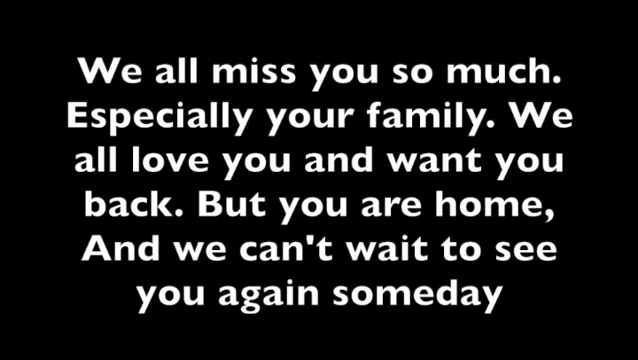 We all miss you so much.
Especially your family. We
all love you and want you
back. But you are home,
And we can't wait to see
you again someday